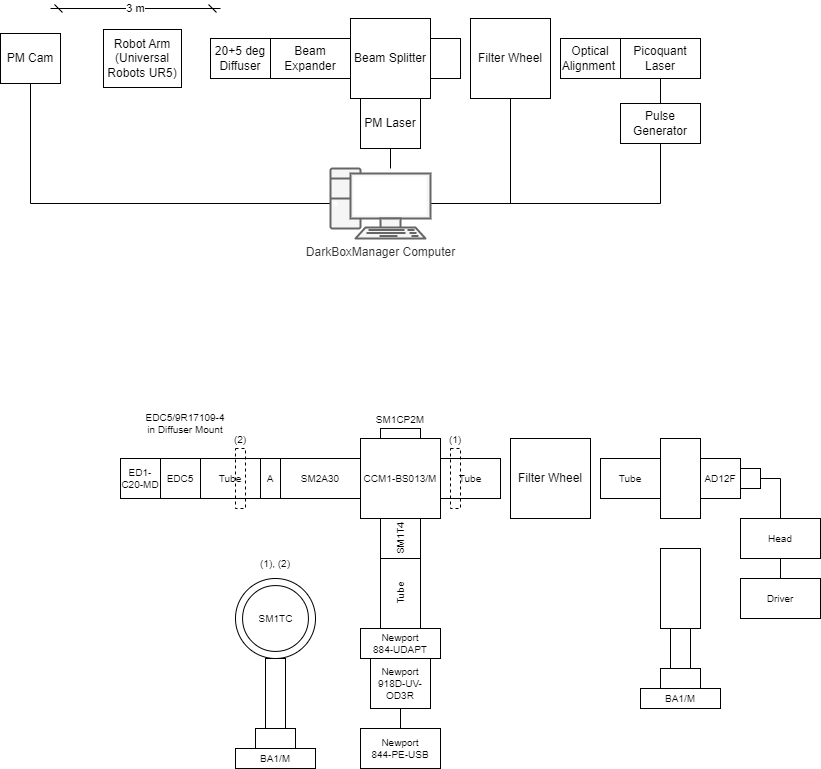 3 m
PM Cam
Robot Arm
(Universal
Robots UR5)
20+5 deg
Diffuser
Beam
Expander
Beam Splitter
Filter Wheel
Optical
Alignment
Picoquant
Laser
PM Laser
Pulse
Generator
DarkBoxManager Computer
EDC5/9R17109-4
in Diffuser Mount
SM1CP2M
(2)
(1)
ED1-
C20-MD
EDC5
Tube
A
SM2A30
CCM1-BS013/M
Tube
Filter Wheel
Tube
AD12F
SM1T4
Head
(1), (2)
Tube
SM1TC
Driver
Newport
884-UDAPT
Newport
918D-UV-
OD3R
BA1/M
Newport
844-PE-USB
BA1/M